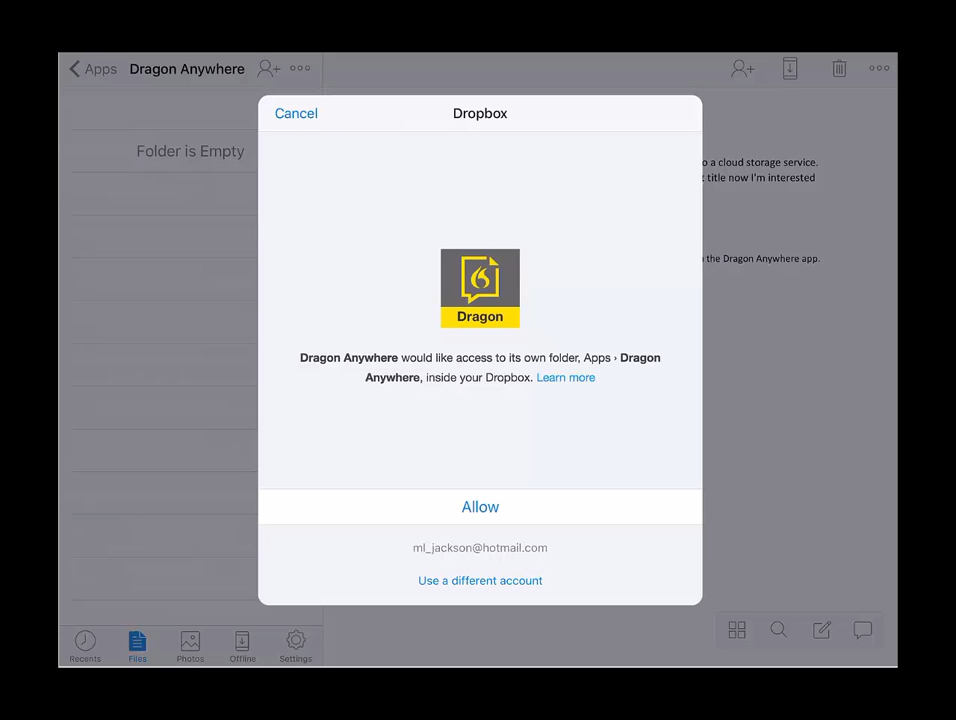 Apps Dragon Anywhere
Cancel Dropbox
Folder is Empty
o a cloud storage service.
t title now I'm interested
the Dragon Anywhere app.
Dragon
Dragon Anywhere would like access to its own folder, Apps › Dragon
Anywhere, inside your Dropbox. Learn more
Allow
ml_jackson@hotmail.com
Use a different account
Recents Files Photos Offline Settings